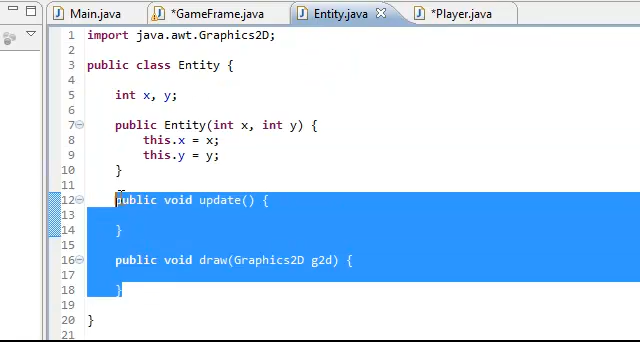 Main.java *GameFrame.java Entity.java *Player.java
1 import java.awt.Graphics2D;
2
3 public class Entity {
4
5 int x, y;
6
7 public Entity(int x, int y) {
8 this.x = x;
9 this.y = y;
10 }
11
12 public void update() {
13
14 }
15
16 public void draw(Graphics2D g2d) {
17
18 }
19
20 }
21